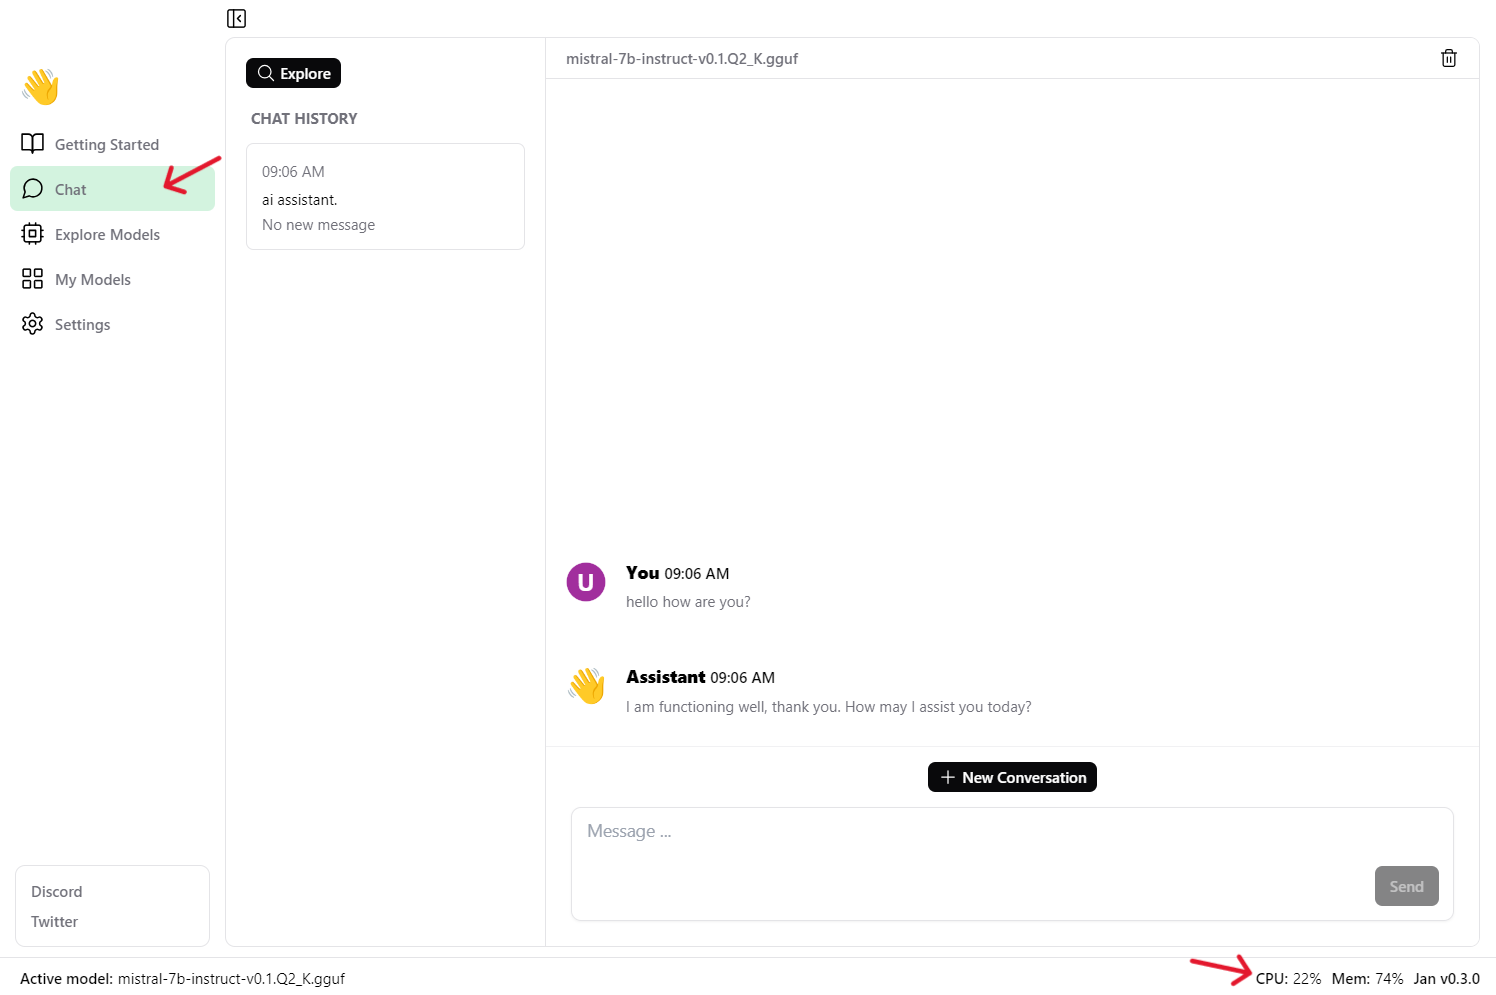 Getting Started
Chat
Explore Models
My Models
Settings
Discord
Twitter
Explore
CHAT HISTORY
09:06 AM
ai assistant.
No new message
mistral-7b-instruct-v0.1.Q2_K.gguf
U
You 09:06 AM
hello how are you?
Assistant 09:06 AM
I am functioning well, thank you. How may I assist you today?
New Conversation
Message ...
Send
Active model: mistral-7b-instruct-v0.1.Q2_K.gguf
CPU: 22% Mem: 74% Jan v0.3.0